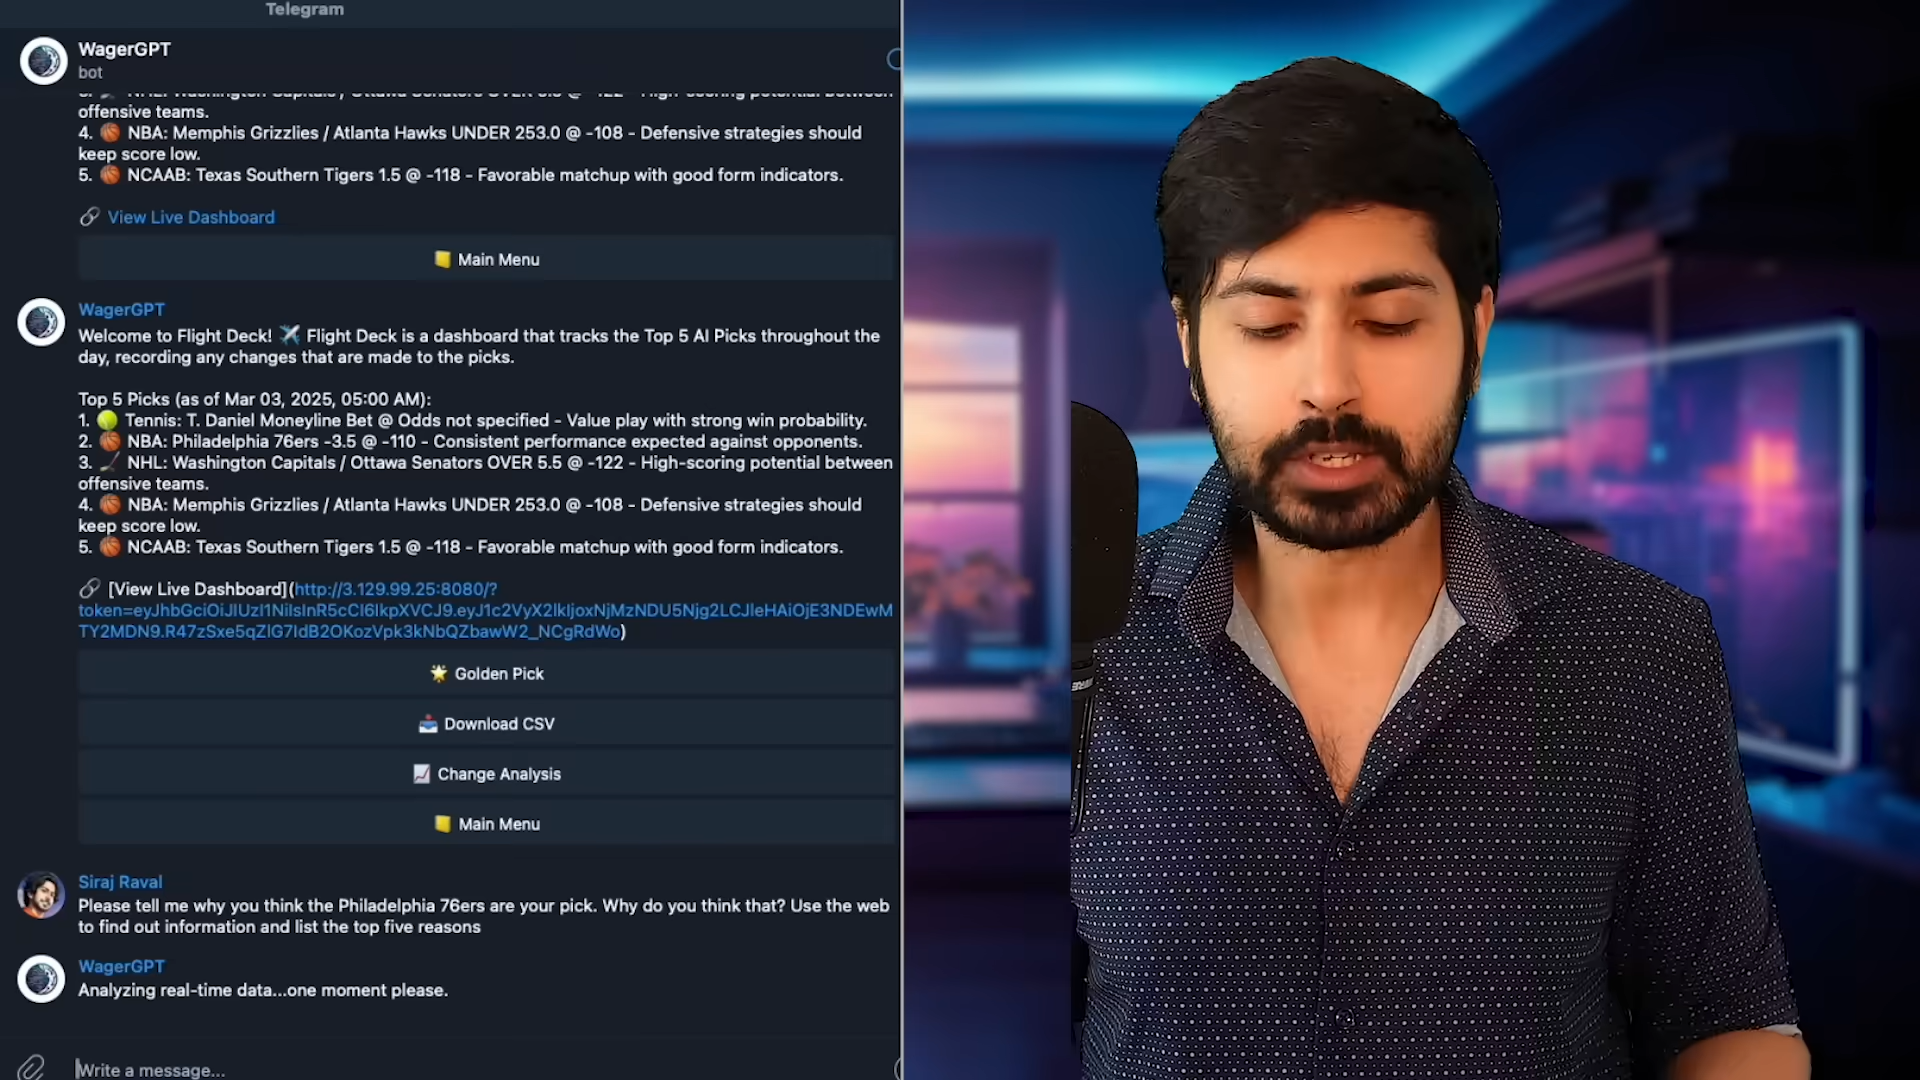 Telegram
WagerGPT
bot
offensive teams.
4. 🏀 NBA: Memphis Grizzlies / Atlanta Hawks UNDER 253.0 @ -108 - Defensive strategies should
keep score low.
5. 🏀 NCAAB: Texas Southern Tigers 1.5 @ -118 - Favorable matchup with good form indicators.
🔗 View Live Dashboard
📒 Main Menu
WagerGPT
Welcome to Flight Deck! ✈️ Flight Deck is a dashboard that tracks the Top 5 AI Picks throughout the
day, recording any changes that are made to the picks.
Top 5 Picks (as of Mar 03, 2025, 05:00 AM):
1. 🎾 Tennis: T. Daniel Moneyline Bet @ Odds not specified - Value play with strong win probability.
2. 🏀 NBA: Philadelphia 76ers -3.5 @ -110 - Consistent performance expected against opponents.
3. 🏒 NHL: Washington Capitals / Ottawa Senators OVER 5.5 @ -122 - High-scoring potential between
offensive teams.
4. 🏀 NBA: Memphis Grizzlies / Atlanta Hawks UNDER 253.0 @ -108 - Defensive strategies should
keep score low.
5. 🏀 NCAAB: Texas Southern Tigers 1.5 @ -118 - Favorable matchup with good form indicators.
🔗 [View Live Dashboard](http://3.129.99.25:8080/?
🌟 Golden Pick
📥 Download CSV
📈 Change Analysis
📒 Main Menu
Siraj Raval
Please tell me why you think the Philadelphia 76ers are your pick. Why do you think that? Use the web
to find out information and list the top five reasons
WagerGPT
Analyzing real-time data...one moment please.
Write a message...